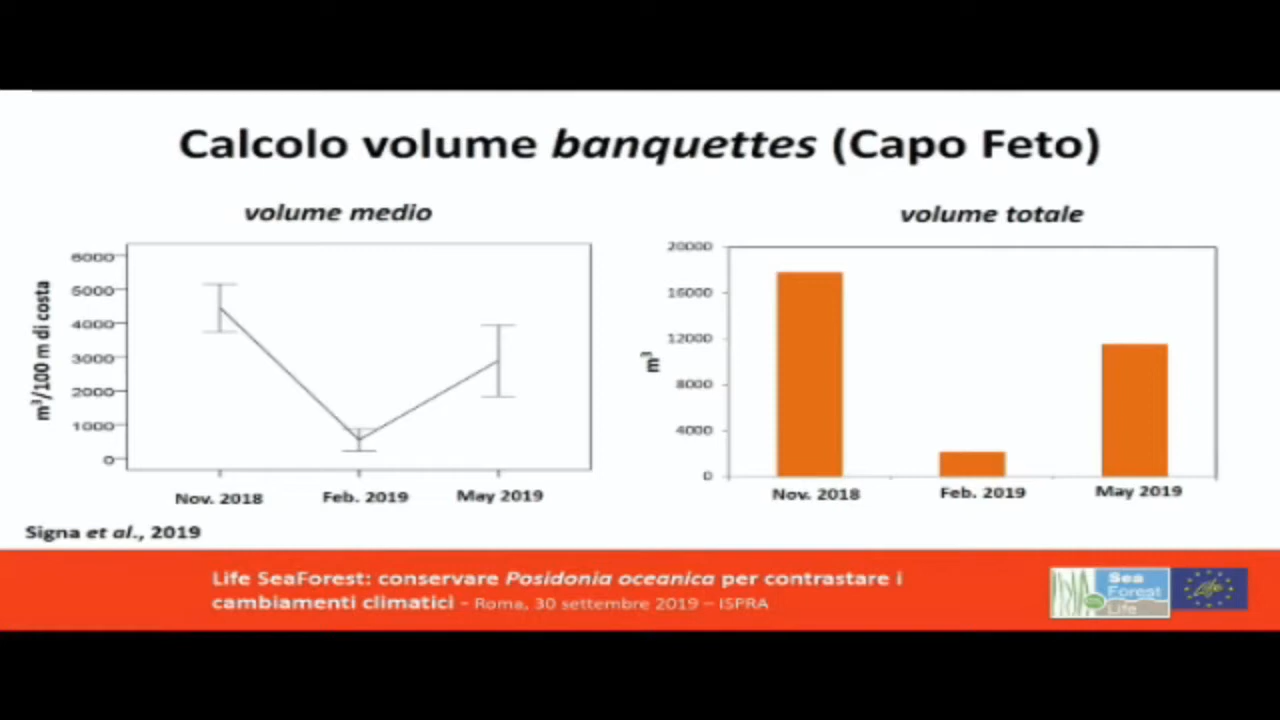 Calcolo volume banquettes (Capo Feto)
volume medio
m³/100 m di costa
6000
5000
4000
3000
2000
1000
0
Nov. 2018
Feb. 2019
May 2019
volume totale
m³
20000
16000
12000
8000
4000
0
Nov. 2018
Feb. 2019
May 2019
Signa et al., 2019
Life SeaForest: conservare Posidonia oceanica per contrastare i
cambiamenti climatici - Roma, 30 settembre 2019 – ISPRA
Sea
Forest
Life
Life